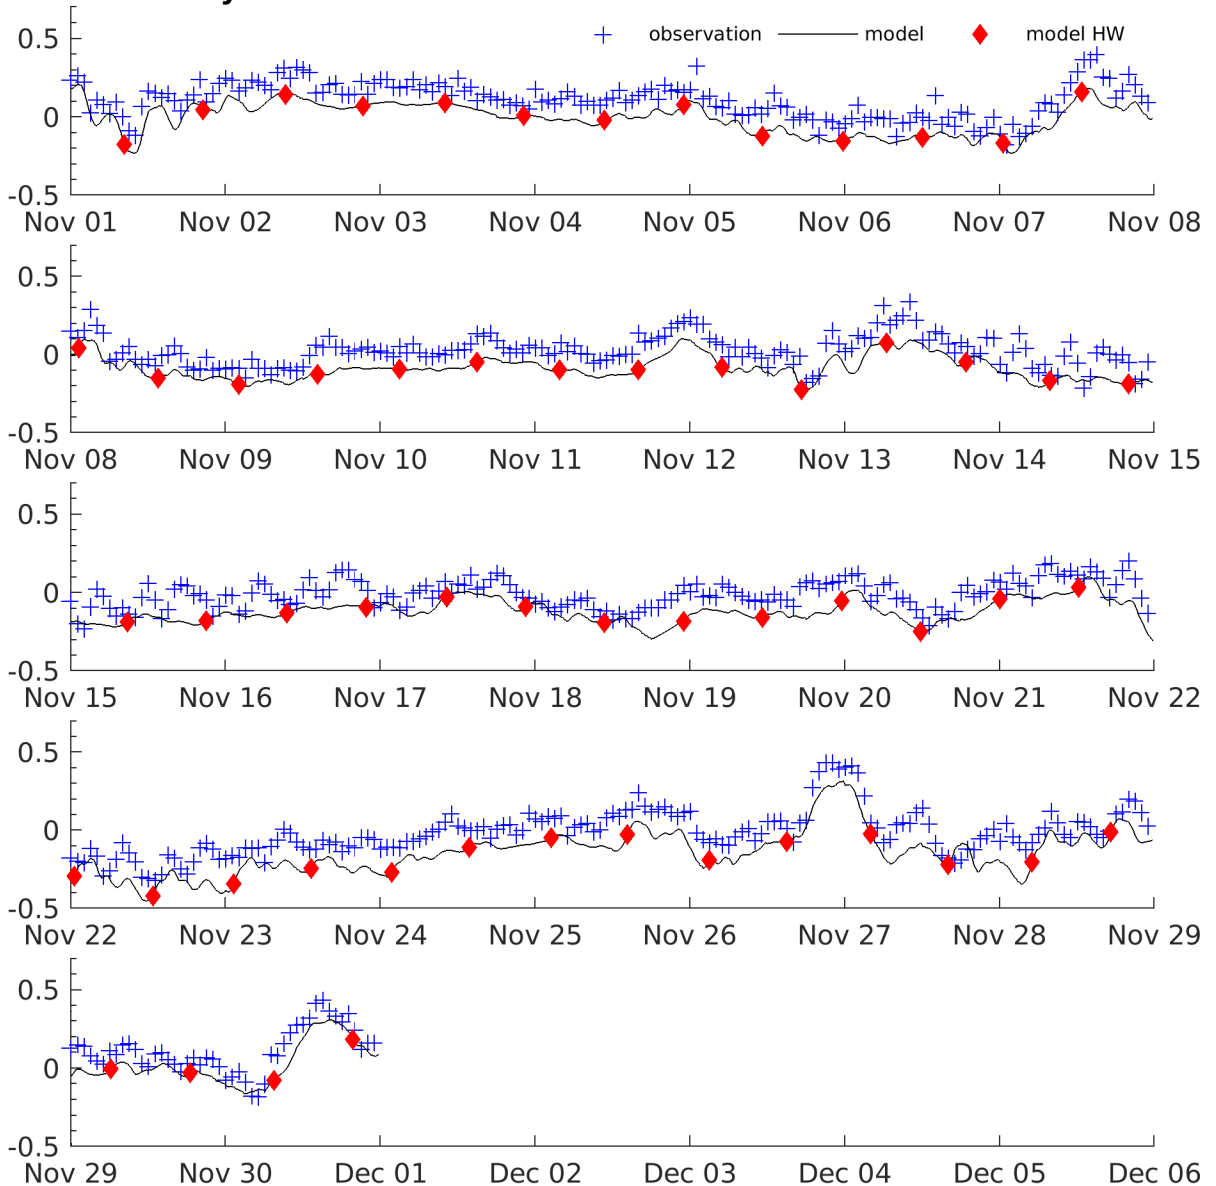 0.5
observation
model
model HW
0
-0.5
Nov 01 Nov 02 Nov 03 Nov 04 Nov 05 Nov 06 Nov 07 Nov 08
0.5
0
-0.5
Nov 08 Nov 09 Nov 10 Nov 11 Nov 12 Nov 13 Nov 14 Nov 15
0.5
0
-0.5
Nov 15 Nov 16 Nov 17 Nov 18 Nov 19 Nov 20 Nov 21 Nov 22
0.5
0
-0.5
Nov 22 Nov 23 Nov 24 Nov 25 Nov 26 Nov 27 Nov 28 Nov 29
0.5
0
-0.5
Nov 29 Nov 30 Dec 01 Dec 02 Dec 03 Dec 04 Dec 05 Dec 06